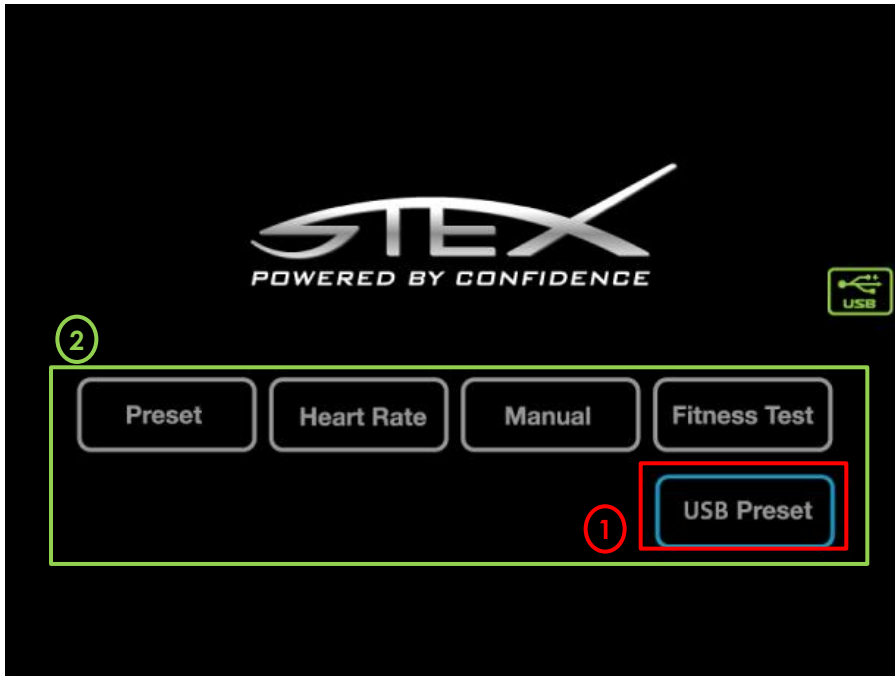 STEX
POWERED BY CONFIDENCE
USB
2
Preset Heart Rate Manual Fitness Test
1 USB Preset